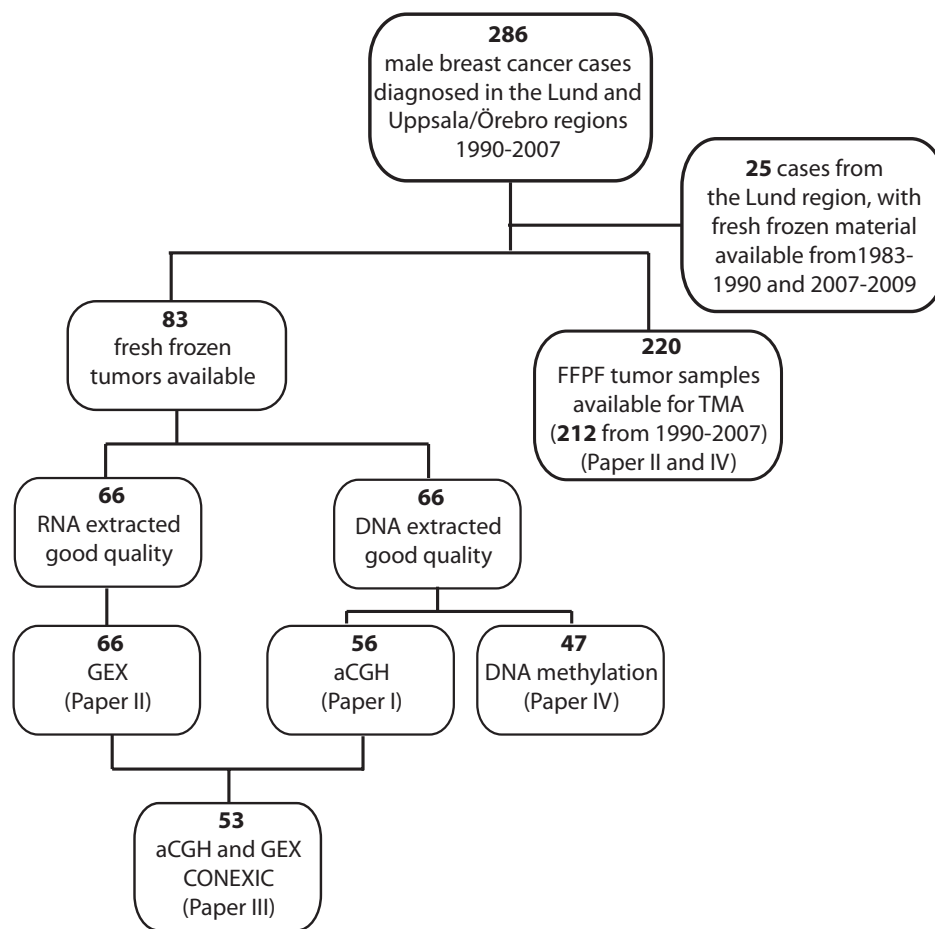 286
male breast cancer cases
diagnosed in the Lund and
Uppsala/Örebro regions
1990-2007
25 cases from
the Lund region, with
fresh frozen material
available from1983-
1990 and 2007-2009
83
fresh frozen
tumors available
220
FFPF tumor samples
available for TMA
(212 from 1990-2007)
(Paper II and IV)
66
RNA extracted
good quality
66
DNA extracted
good quality
66
GEX
(Paper II)
56
aCGH
(Paper I)
47
DNA methylation
(Paper IV)
53
aCGH and GEX
CONEXIC
(Paper III)